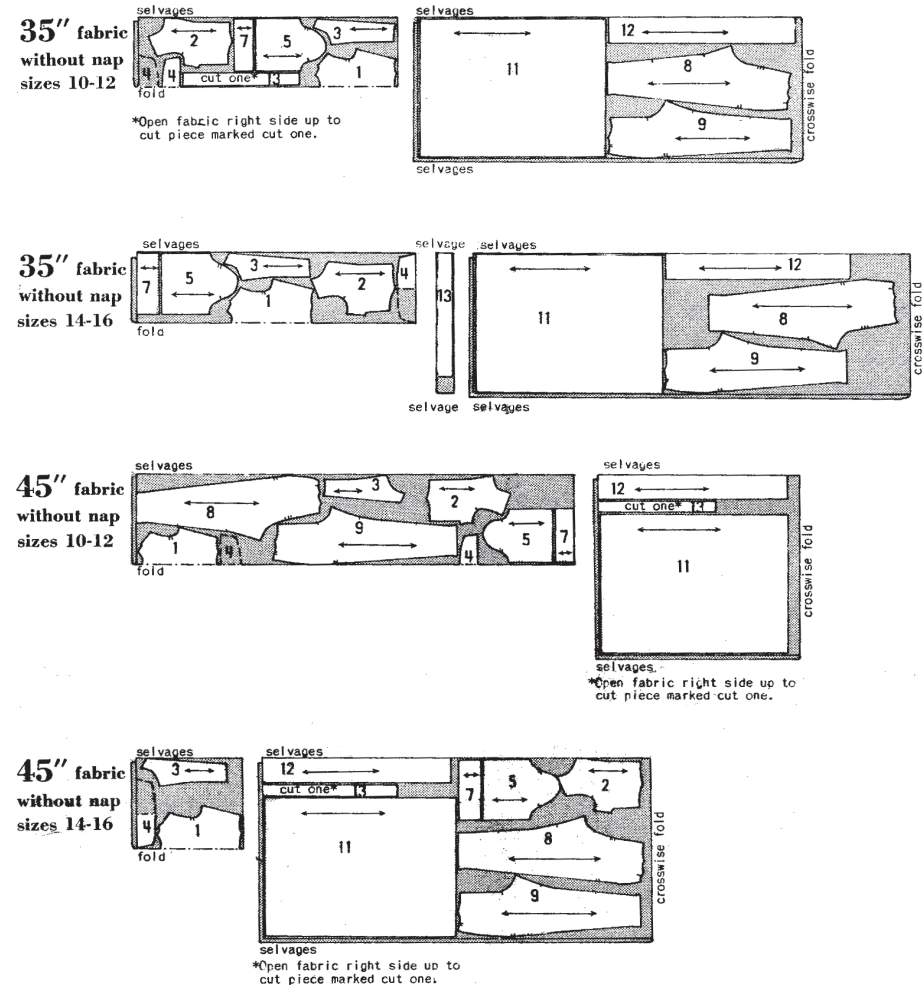 35″ fabric
without nap
sizes 10-12
selvages
2
7
5
3
4
4
cut one*
13
1
fold
*Open fabric right side up to
cut piece marked cut one.
11
12
8
9
crosswise fold
selvages
35″ fabric
without nap
sizes 14-16
selvages
7
5
3
1
2
4
fold
selvage
13
selvage
selvages
11
12
8
9
crosswise fold
selvages
45″ fabric
without nap
sizes 10-12
selvages
8
3
2
9
1
4
4
5
7
fold
selvages
12
cut one*
13
11
crosswise fold
selvages
*Open fabric right side up to
cut piece marked cut one.
45″ fabric
without nap
sizes 14-16
selvages
3
4
1
fold
selvages
12
cut one*
13
11
7
5
2
8
9
crosswise fold
selvages
*Open fabric right side up to
cut piece marked cut one.